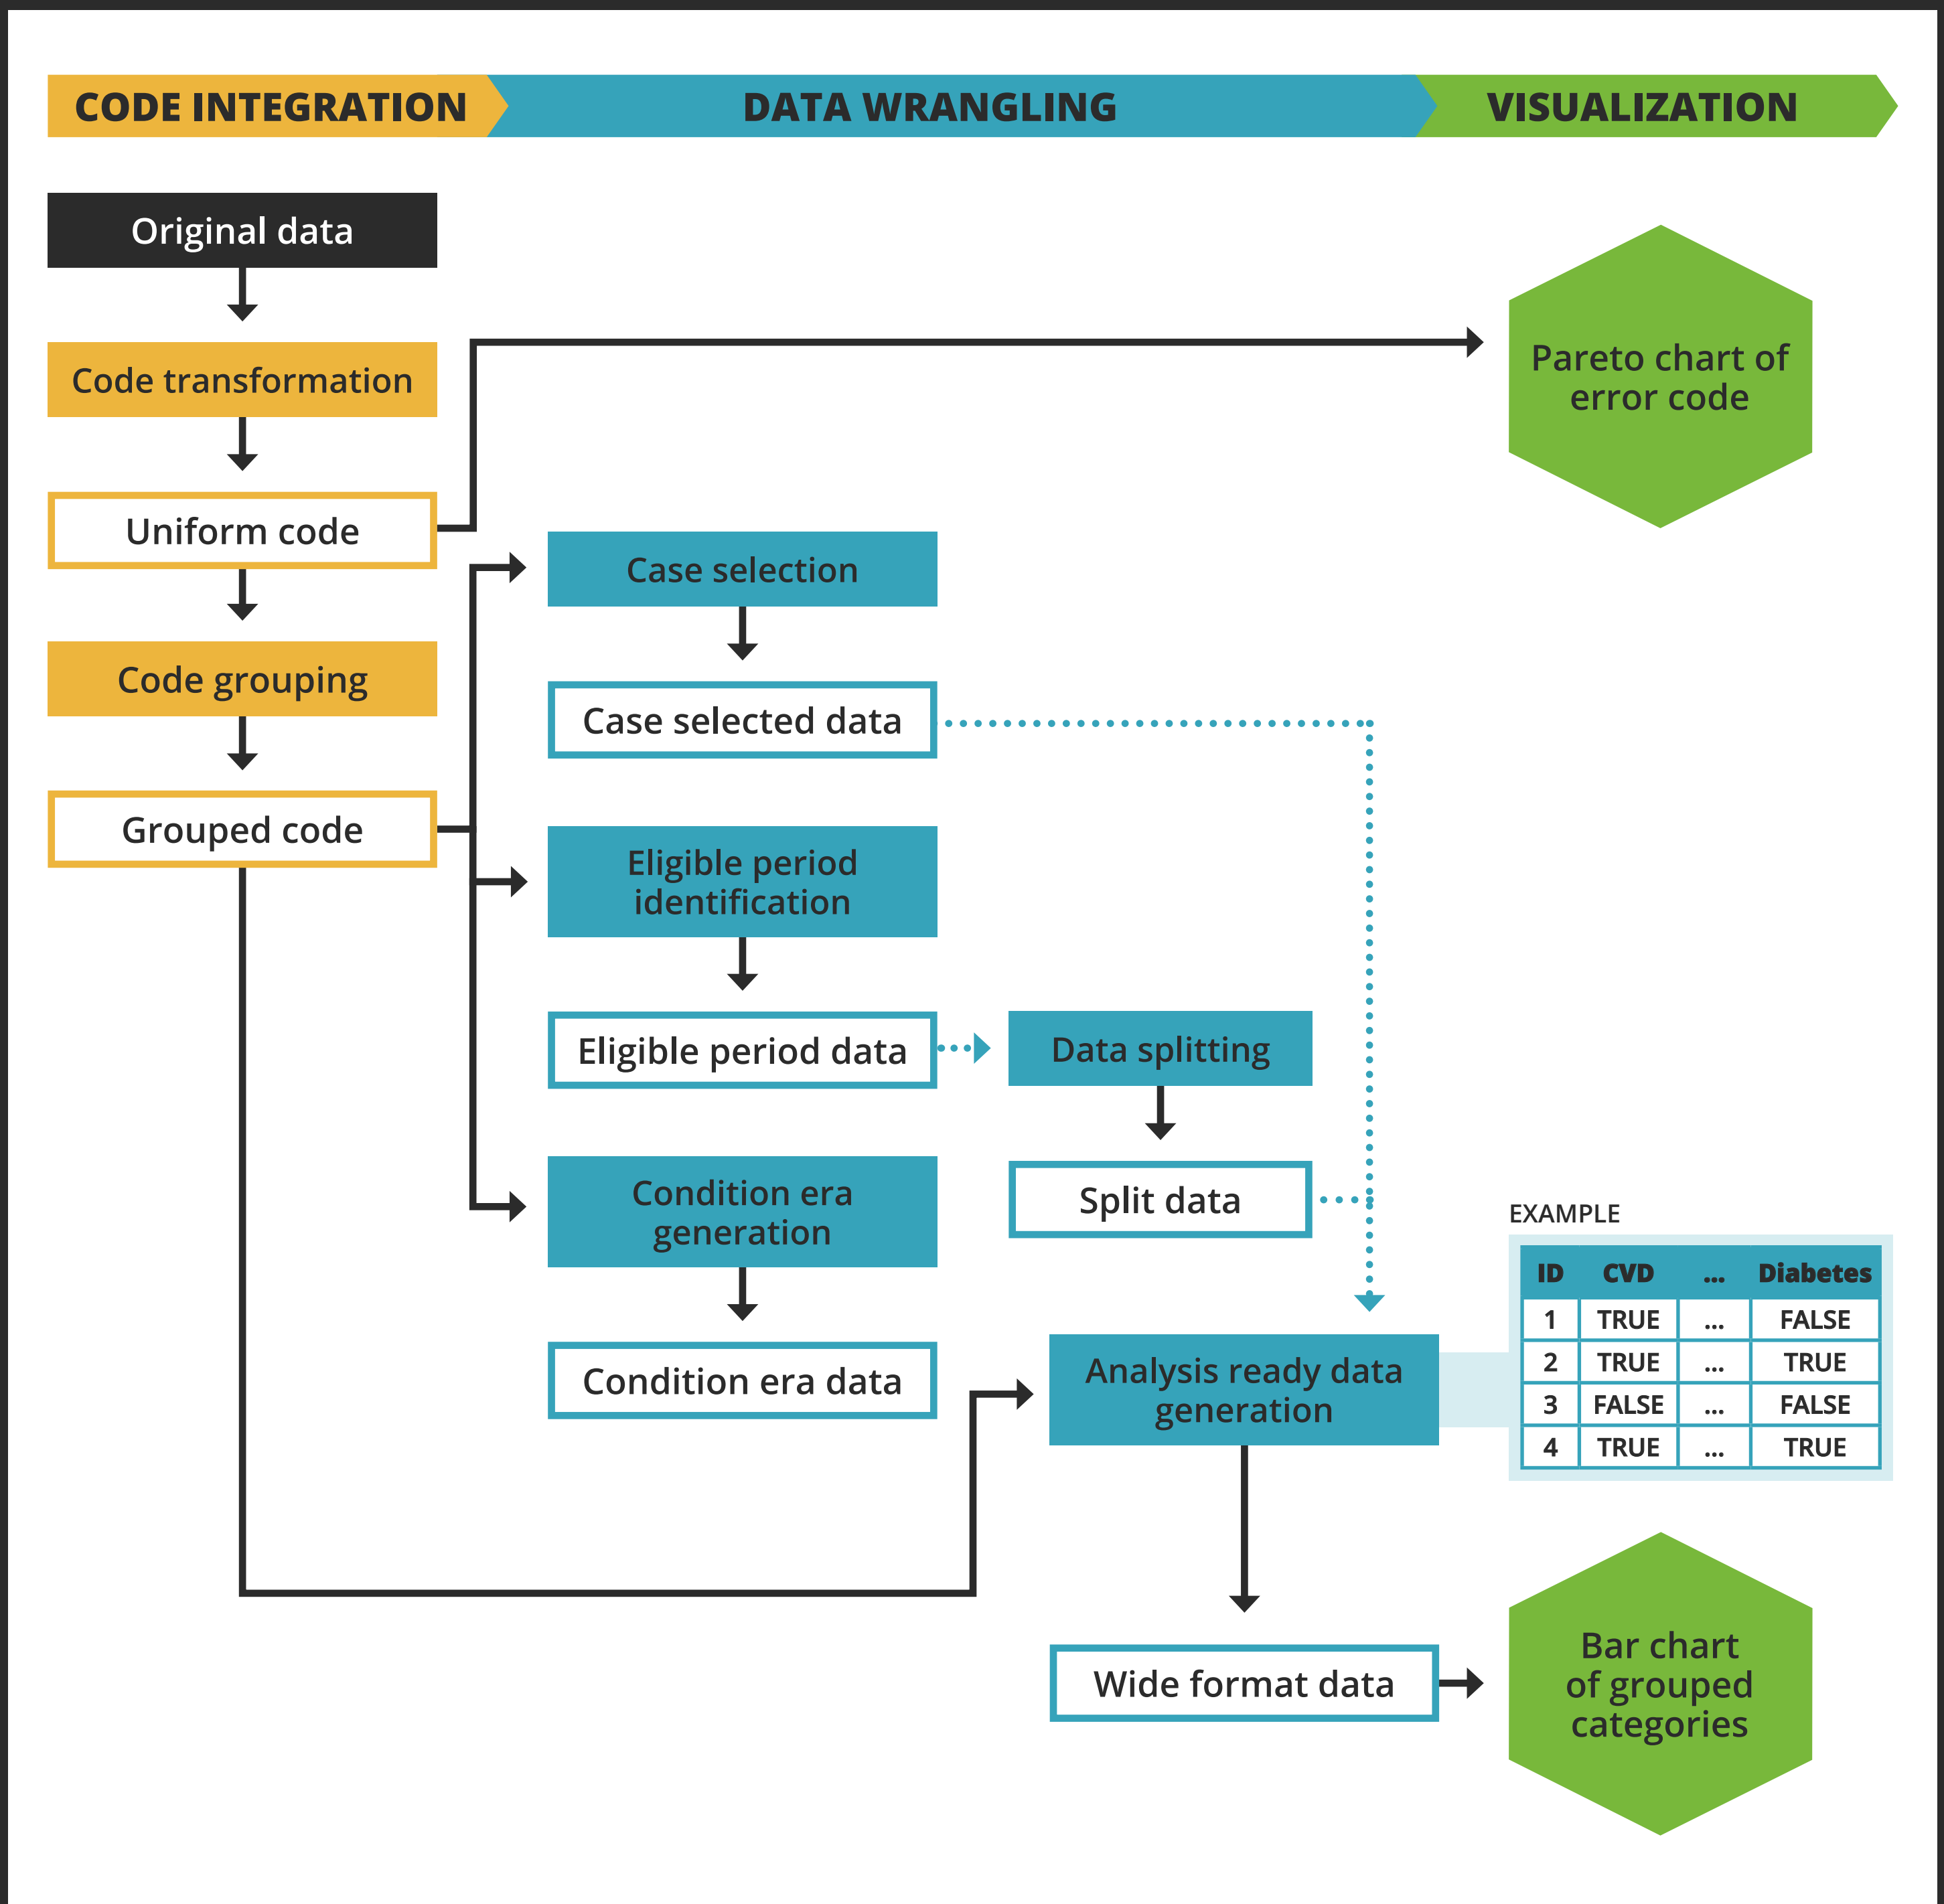 CODE INTEGRATION
DATA WRANGLING
VISUALIZATION
Original data
Code transformation
Uniform code
Code grouping
Grouped code
Case selection
Case selected data
Eligible period
identification
Eligible period data
Condition era
generation
Condition era data
Data splitting
Split data
Analysis ready data
generation
Wide format data
Pareto chart of
error code
EXAMPLE
ID CVD ... Diabetes
1 TRUE ... FALSE
2 TRUE ... TRUE
3 FALSE ... FALSE
4 TRUE ... TRUE
Bar chart
of grouped
categories